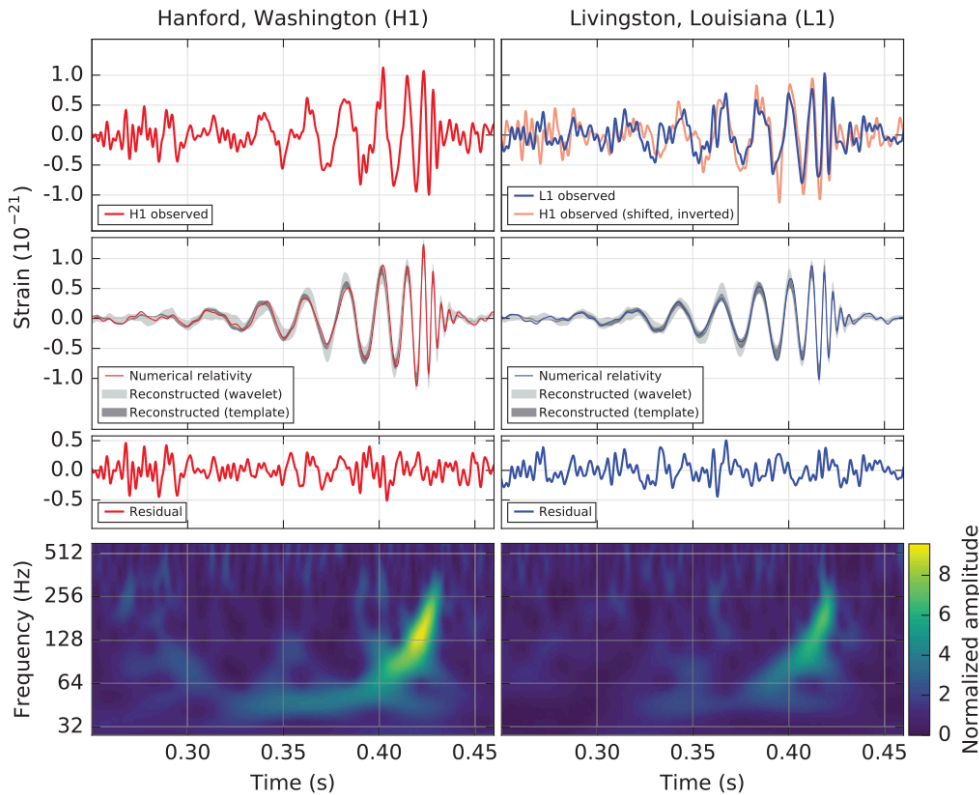 Hanford, Washington (H1)
Livingston, Louisiana (L1)
Strain (10⁻²¹)
1.0
0.5
0.0
-0.5
-1.0
H1 observed
L1 observed
H1 observed (shifted, inverted)
1.0
0.5
0.0
-0.5
-1.0
Numerical relativity
Reconstructed (wavelet)
Reconstructed (template)
Numerical relativity
Reconstructed (wavelet)
Reconstructed (template)
0.5
0.0
-0.5
Residual
Residual
Frequency (Hz)
512
256
128
64
32
0.30
0.35
0.40
0.45
Time (s)
0.30
0.35
0.40
0.45
Time (s)
8
6
4
2
0
Normalized amplitude